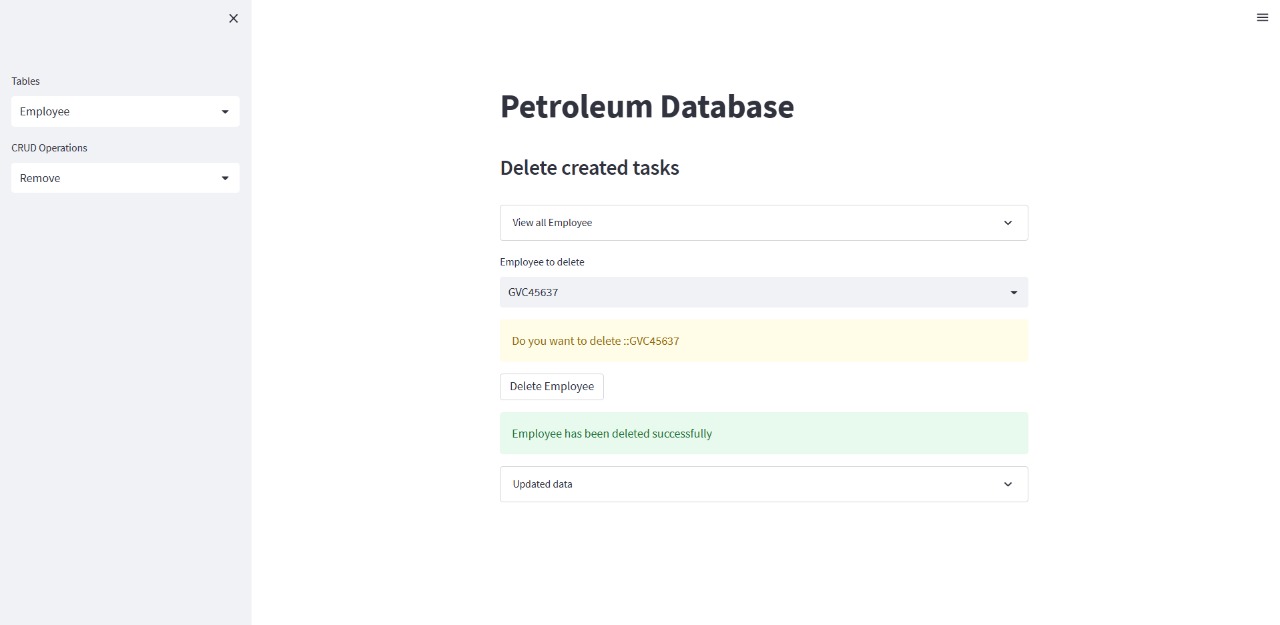 Tables
Employee
CRUD Operations
Remove
Petroleum Database
Delete created tasks
View all Employee
Employee to delete
GVC45637
Do you want to delete ::GVC45637
Delete Employee
Employee has been deleted successfully
Updated data